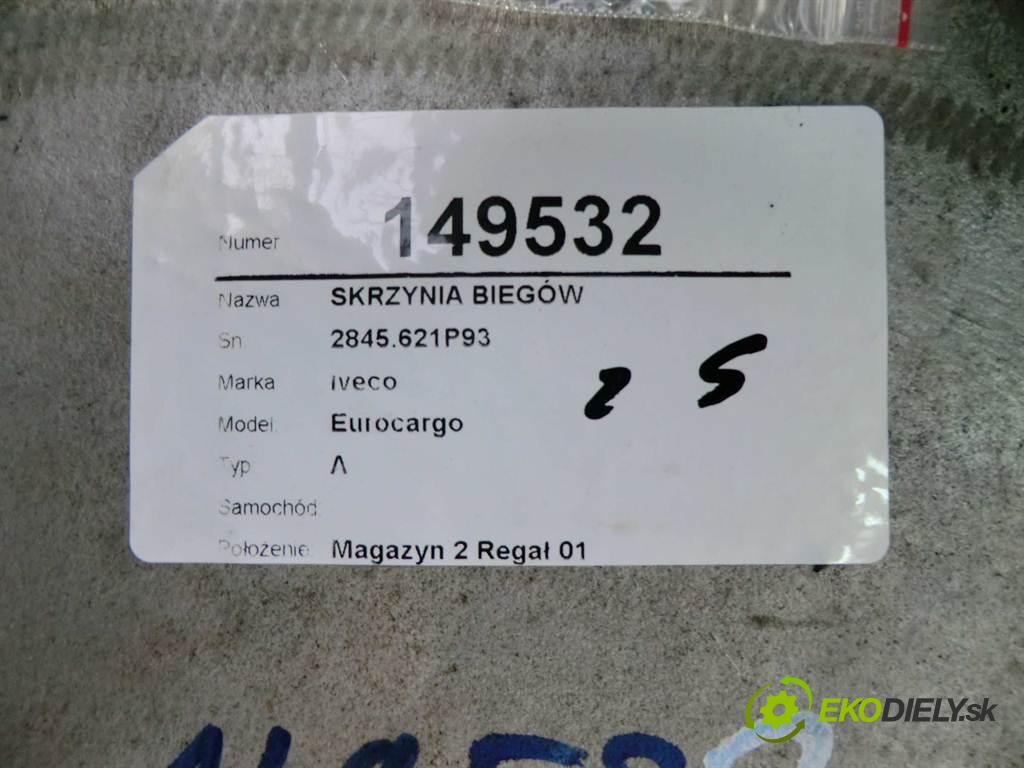 Numer 149532
Nazwa SKRZYNIA BIEGÓW
Sn 2845.621P93
Marka Iveco
Model Eurocargo
Typ A
Samochód
Położenie Magazyn 2 Regał 01
2 5
EKODIELY.sk